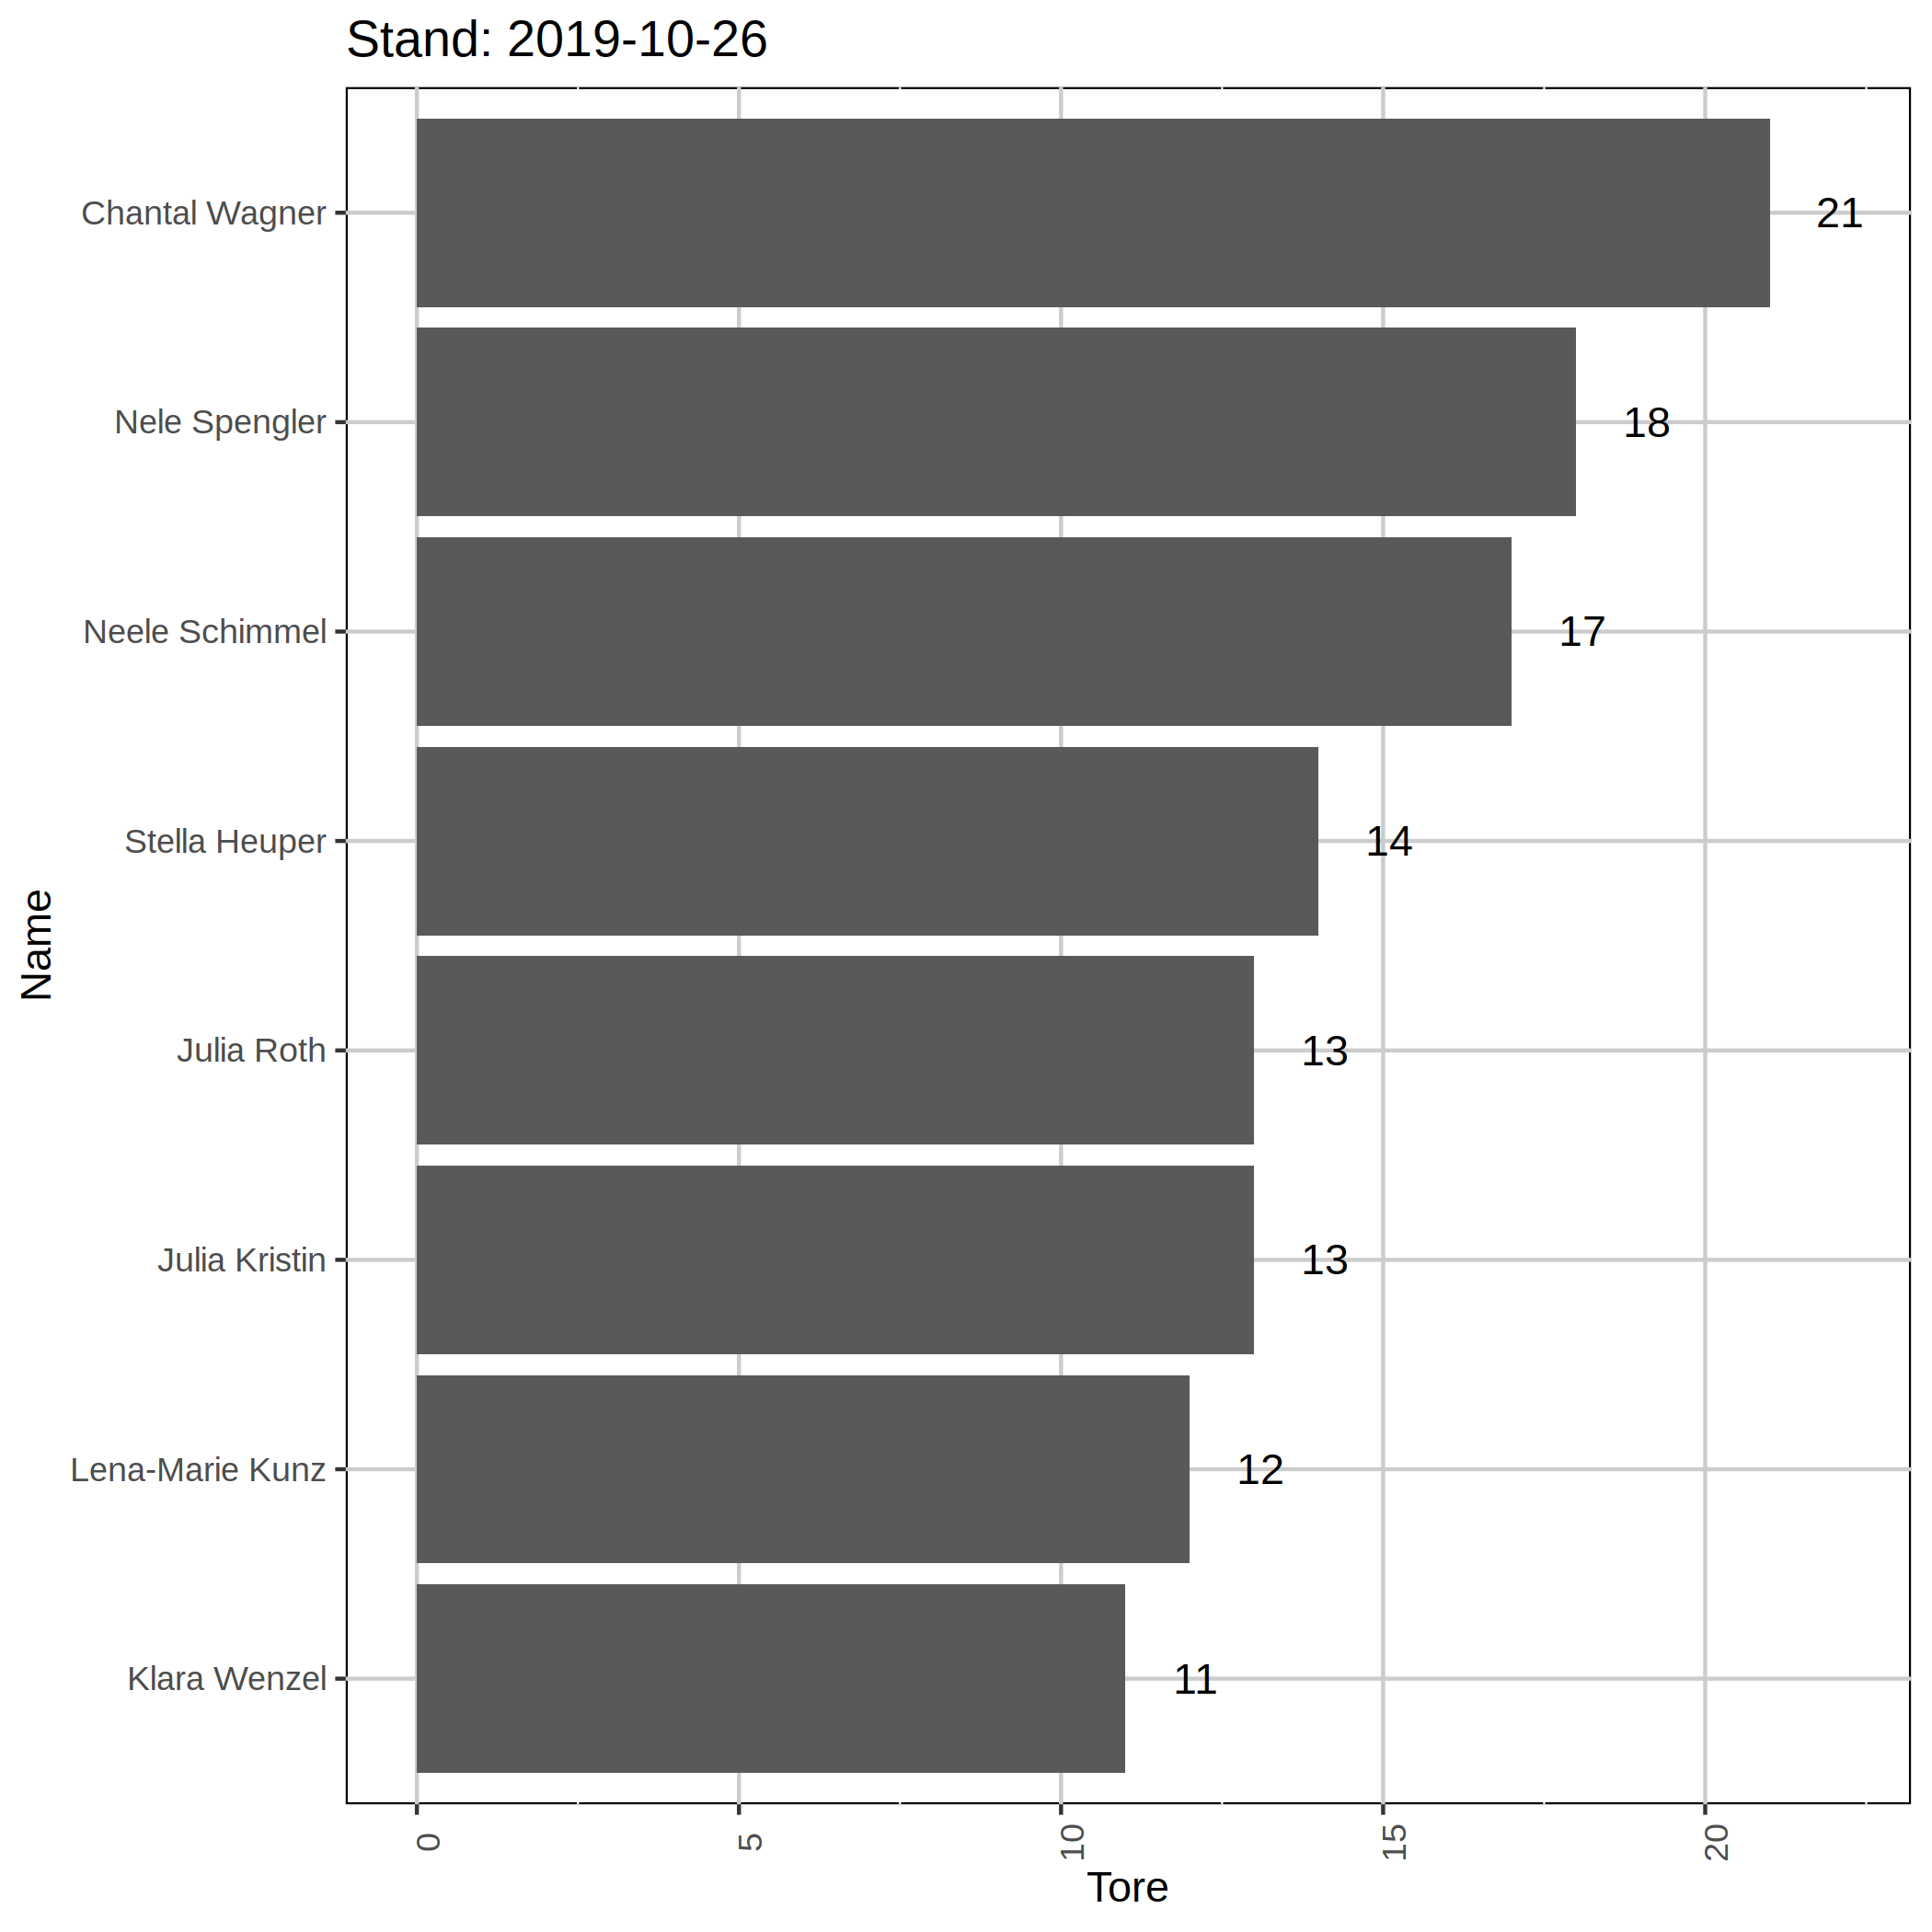 Stand: 2019-10-26
Chantal Wagner 21
Nele Spengler 18
Neele Schimmel 17
Stella Heuper 14
Julia Roth 13
Julia Kristin 13
Lena-Marie Kunz 12
Klara Wenzel 11
Name
0 5 10 15 20
Tore